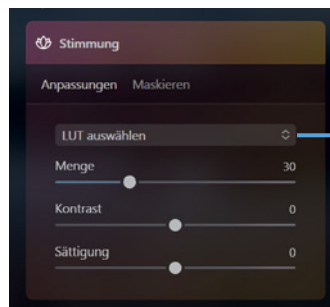 Stimmung
Anpassungen Maskieren
LUT auswählen
Menge 30
Kontrast 0
Sättigung 0